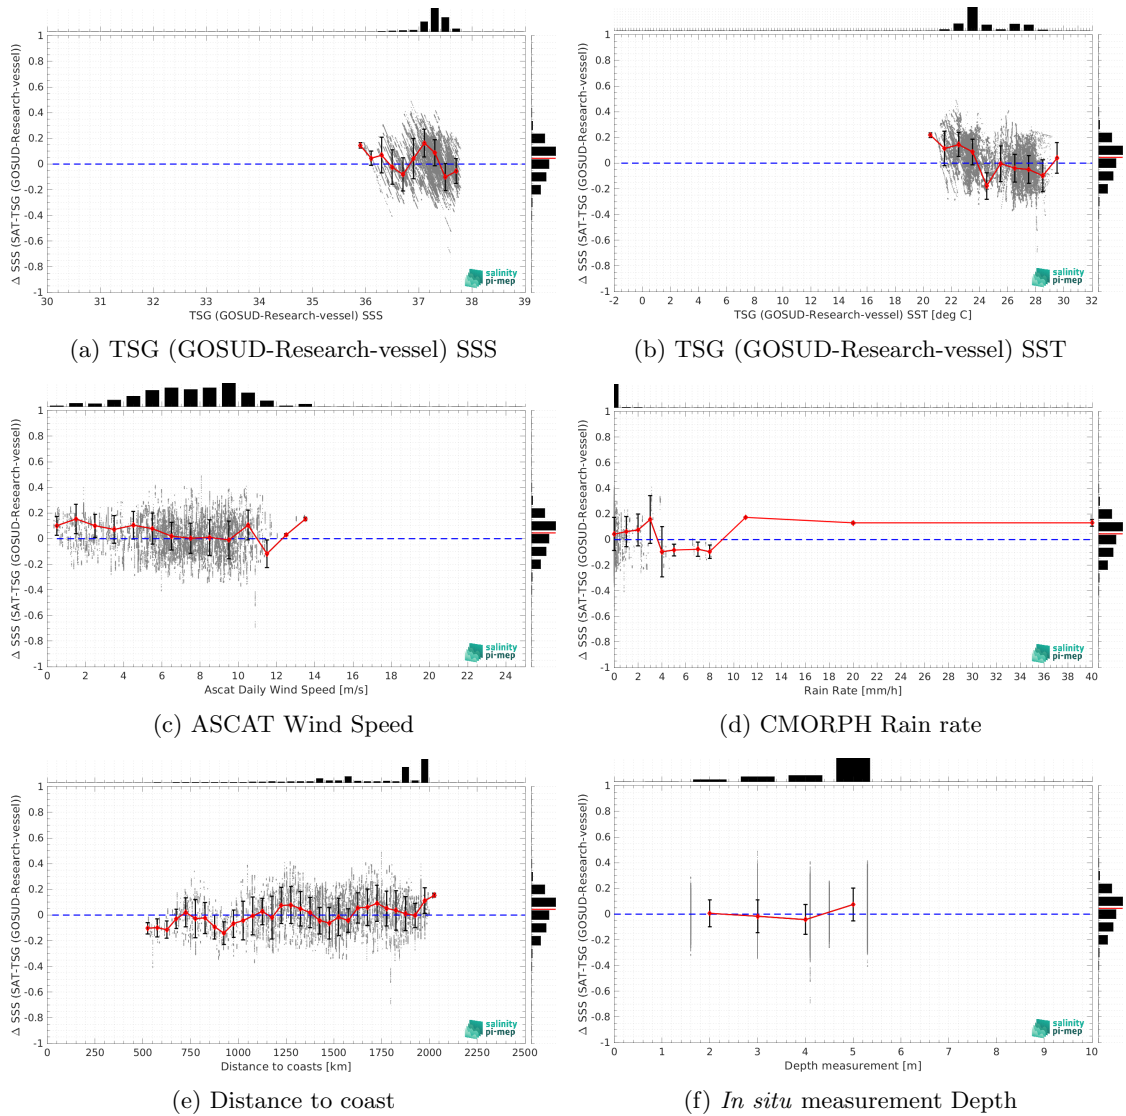 Δ SSS (SAT-TSG (GOSUD-Research-vessel))
1
0.8
0.6
0.4
0.2
0
-0.2
-0.4
-0.6
-0.8
-1
30 31 32 33 34 35 36 37 38 39
TSG (GOSUD-Research-vessel) SSS
salinity
pi-mep
(a) TSG (GOSUD-Research-vessel) SSS
Δ SSS (SAT-TSG (GOSUD-Research-vessel))
1
0.8
0.6
0.4
0.2
0
-0.2
-0.4
-0.6
-0.8
-1
-2 0 2 4 6 8 10 12 14 16 18 20 22 24 26 28 30 32
TSG (GOSUD-Research-vessel) SST [deg C]
salinity
pi-mep
(b) TSG (GOSUD-Research-vessel) SST
Δ SSS (SAT-TSG (GOSUD-Research-vessel))
1
0.8
0.6
0.4
0.2
0
-0.2
-0.4
-0.6
-0.8
-1
0 2 4 6 8 10 12 14 16 18 20 22 24
Ascat Daily Wind Speed [m/s]
salinity
pi-mep
(c) ASCAT Wind Speed
Δ SSS (SAT-TSG (GOSUD-Research-vessel))
1
0.8
0.6
0.4
0.2
0
-0.2
-0.4
-0.6
-0.8
-1
0 2 4 6 8 10 12 14 16 18 20 22 24 26 28 30 32 34 36 38 40
Rain Rate [mm/h]
salinity
pi-mep
(d) CMORPH Rain rate
Δ SSS (SAT-TSG (GOSUD-Research-vessel))
1
0.8
0.6
0.4
0.2
0
-0.2
-0.4
-0.6
-0.8
-1
0 250 500 750 1000 1250 1500 1750 2000 2250 2500
Distance to coasts [km]
salinity
pi-mep
(e) Distance to coast
Δ SSS (SAT-TSG (GOSUD-Research-vessel))
1
0.8
0.6
0.4
0.2
0
-0.2
-0.4
-0.6
-0.8
-1
0 1 2 3 4 5 6 7 8 9 10
Depth measurement [m]
salinity
pi-mep
(f) In situ measurement Depth